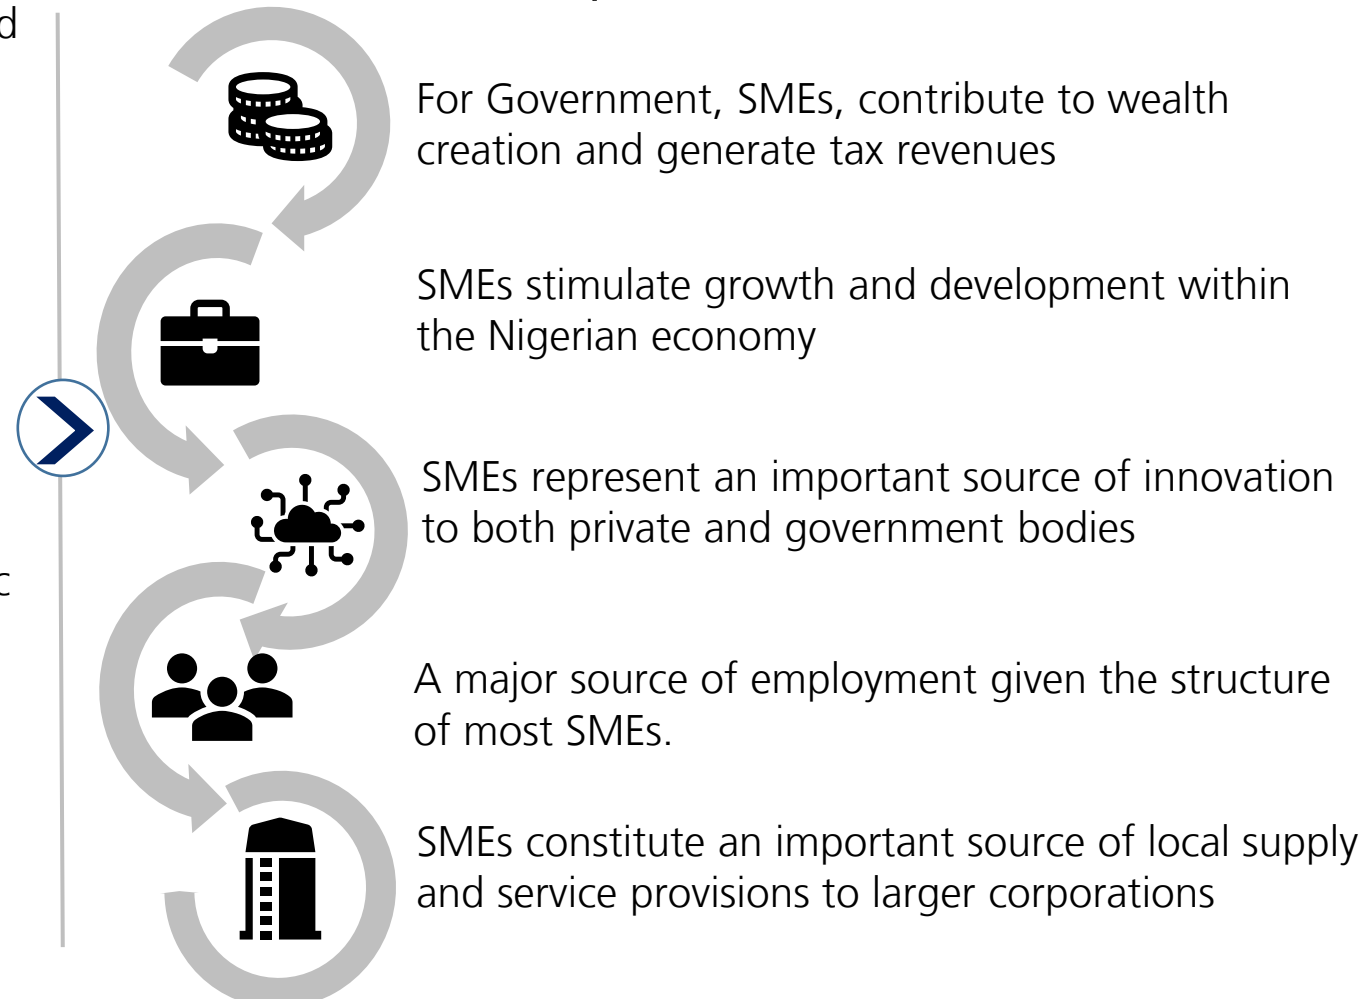 d
For Government, SMEs, contribute to wealth
creation and generate tax revenues
SMEs stimulate growth and development within
the Nigerian economy
SMEs represent an important source of innovation
to both private and government bodies
c
A major source of employment given the structure
of most SMEs.
SMEs constitute an important source of local supply
and service provisions to larger corporations